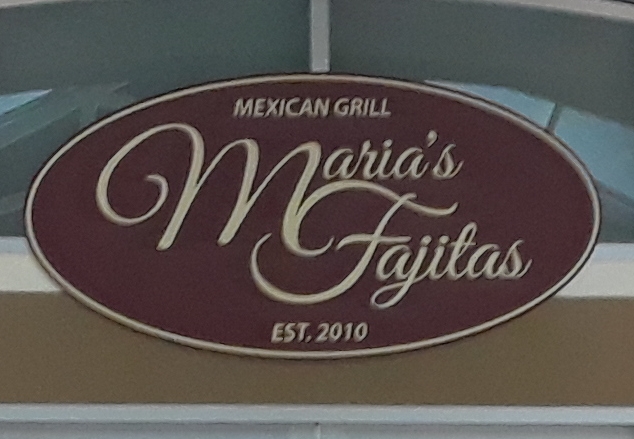 MEXICAN GRILL
Maria's
Fajitas
EST. 2010